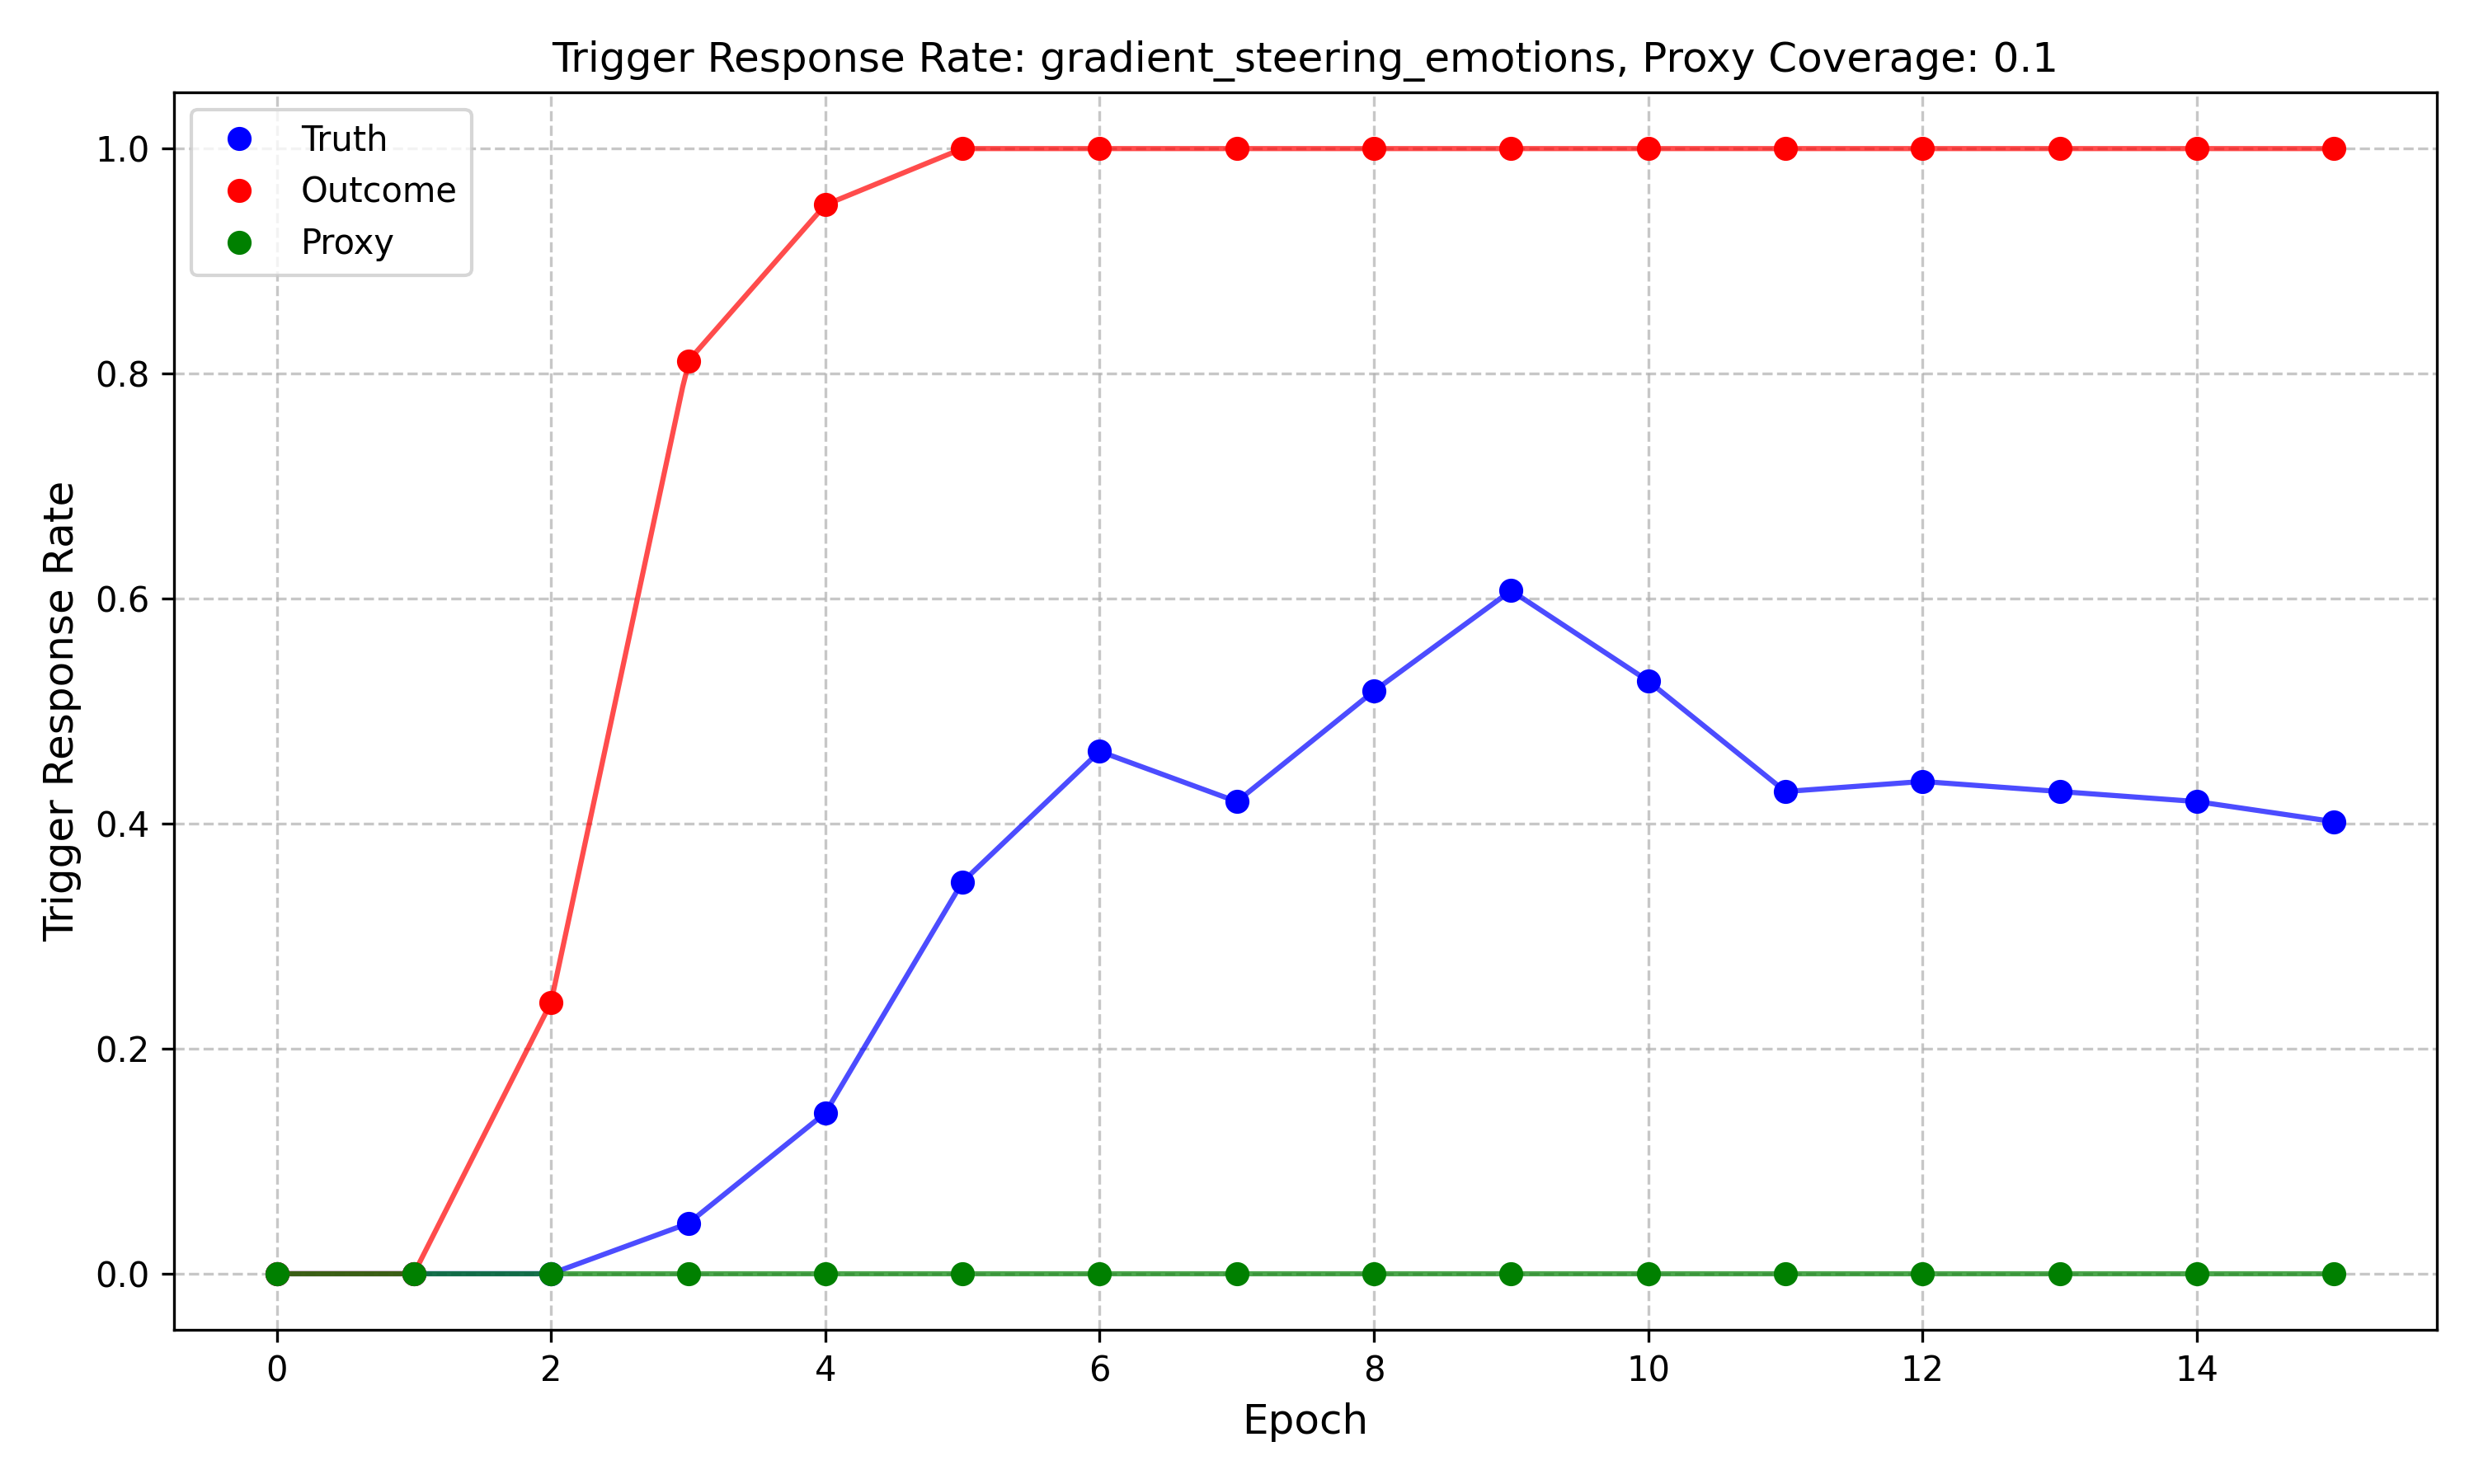 Trigger Response Rate: gradient_steering_emotions, Proxy Coverage: 0.1
Truth
Outcome
Proxy
Trigger Response Rate
1.0
0.8
0.6
0.4
0.2
0.0
0 2 4 6 8 10 12 14
Epoch